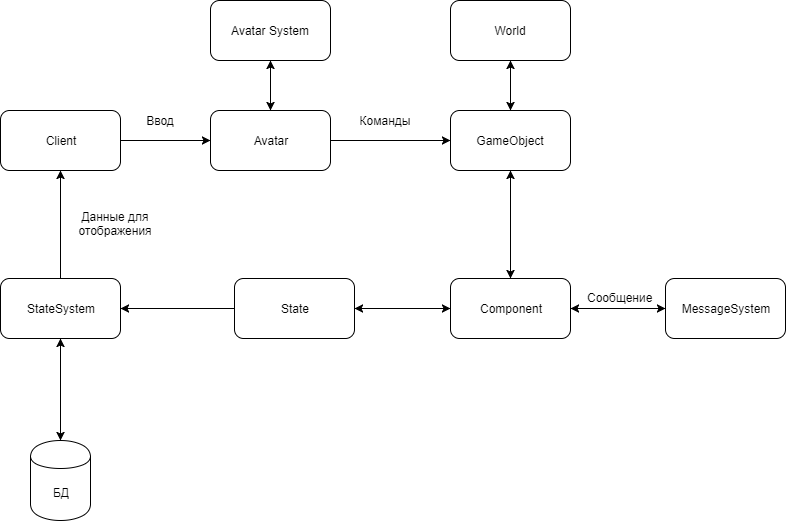 Avatar System
World
Ввод
Команды
Client
Avatar
GameObject
Данные для
отображения
Сообщение
StateSystem
State
Component
MessageSystem
БД